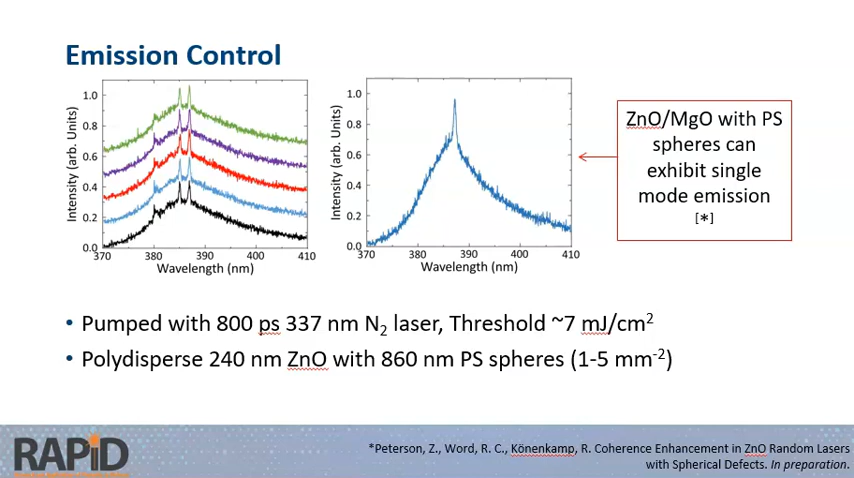 Emission Control
Intensity (arb. Units)
1.0
0.8
0.6
0.4
0.2
0.0
370
380
390
400
410
Wavelength (nm)
Intensity (arb. Units)
1.0
0.8
0.6
0.4
0.2
0.0
370
380
390
400
410
Wavelength (nm)
ZnO/MgO with PS
spheres can
exhibit single
mode emission
[*]
• Pumped with 800 ps 337 nm N₂ laser, Threshold ~7 mJ/cm²
• Polydisperse 240 nm ZnO with 860 nm PS spheres (1-5 mm⁻²)
RAPiD
*Peterson, Z., Word, R. C., Könenkamp, R. Coherence Enhancement in ZnO Random Lasers
with Spherical Defects. In preparation.